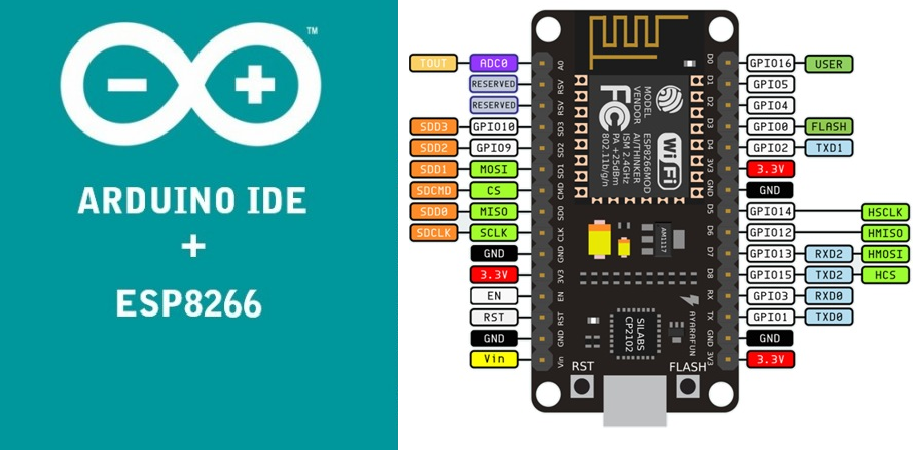 TM
ARDUINO IDE
+
ESP8266
TOUT ADC0 A0
RESERVED RSV
RESERVED RSV
SDD3 GPIO10 SD3
SDD2 GPIO9 SD2
SDD1 MOSI SD1
SDCMD CS CMD
SDD0 MISO SD0
SDCLK SCLK CLK
GND GND
3.3V 3V3
EN EN
RST RST
GND GND
Vin Vin
MODEL ESP8266MOD
VENDOR AI/THINKER
ISM 2.4GHz
PA +25dBm
802.11b/g/n
FC
Wi Fi
AM1117
SILABS
CP2102
AYARAFUN
RST
FLASH
D0 GPIO16 USER
D1 GPIO5
D2 GPIO4
D3 GPIO0 FLASH
D4 GPIO2 TXD1
3V3 3.3V
GND GND
D5 GPIO14 HSCLK
D6 GPIO12 HMISO
D7 GPIO13 RXD2 HMOSI
D8 GPIO15 TXD2 HCS
RX GPIO3 RXD0
TX GPIO1 TXD0
GND GND
3V3 3.3V